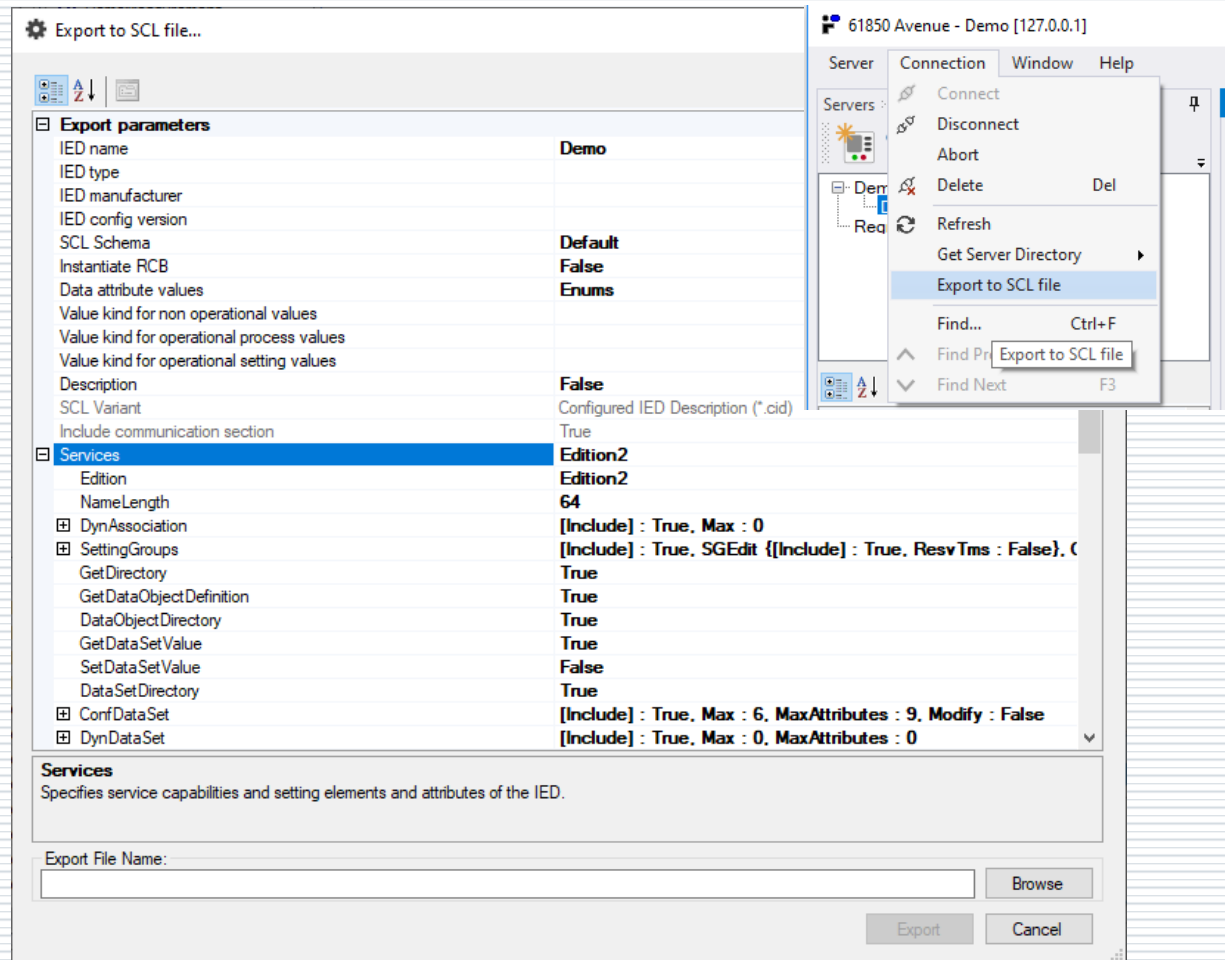 Export to SCL file...
Export parameters
IED name Demo
IED type
IED manufacturer
IED config version
SCL Schema Default
Instantiate RCB False
Data attribute values Enums
Value kind for non operational values
Value kind for operational process values
Value kind for operational setting values
Description False
SCL Variant Configured IED Description (*.cid)
Include communication section True
Services Edition2
Edition Edition2
NameLength 64
DynAssociation [Include] : True, Max : 0
SettingGroups [Include] : True, SGEdit {[Include] : True, ResvTms : False}, C
GetDirectory True
GetDataObjectDefinition True
DataObjectDirectory True
GetDataSetValue True
SetDataSetValue False
DataSetDirectory True
ConfDataSet [Include] : True, Max : 6, MaxAttributes : 9, Modify : False
DynDataSet [Include] : True, Max : 0, MaxAttributes : 0
Services
Specifies service capabilities and setting elements and attributes of the IED.
Export File Name:
Browse
Export Cancel
61850 Avenue - Demo [127.0.0.1]
Server Connection Window Help
Servers
Connect
Disconnect
Abort
Dem
Delete Del
Reg
Refresh
Get Server Directory
Export to SCL file
Find... Ctrl+F
Find Pr
Export to SCL file
Find Next F3